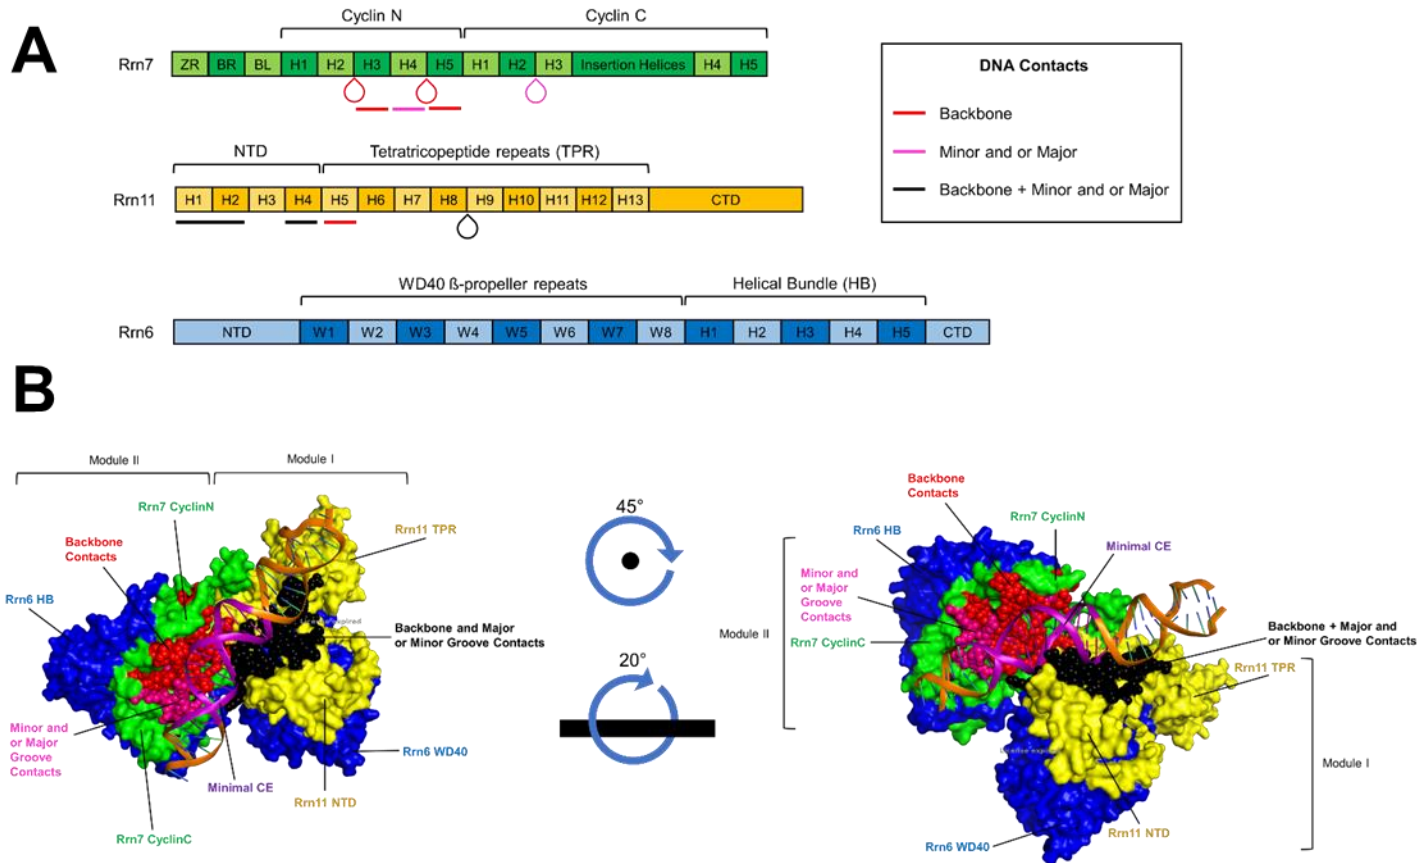 A
Cyclin N
Cyclin C
Rrn7
ZR BR BL H1 H2 H3 H4 H5 H1 H2 H3 Insertion Helices H4 H5
DNA Contacts
Backbone
Minor and or Major
Backbone + Minor and or Major
NTD
Tetratricopeptide repeats (TPR)
Rrn11
H1 H2 H3 H4 H5 H6 H7 H8 H9 H10 H11 H12 H13 CTD
WD40 ß-propeller repeats
Helical Bundle (HB)
Rrn6
NTD W1 W2 W3 W4 W5 W6 W7 W8 H1 H2 H3 H4 H5 CTD
B
Module II
Module I
Rrn7 CyclinN
Rrn11 TPR
Backbone
Contacts
Rrn6 HB
Backbone and Major
or Minor Groove Contacts
Minor and
or Major
Groove
Contacts
Rrn6 WD40
Minimal CE
Rrn11 NTD
Rrn7 CyclinC
45°
20°
Backbone
Contacts
Rrn7 CyclinN
Rrn6 HB
Minimal CE
Minor and
or Major
Groove
Contacts
Module II
Rrn7 CyclinC
Backbone + Major and
or Minor Groove Contacts
Rrn11 TPR
License expired
Module I
Rrn11 NTD
Rrn6 WD40